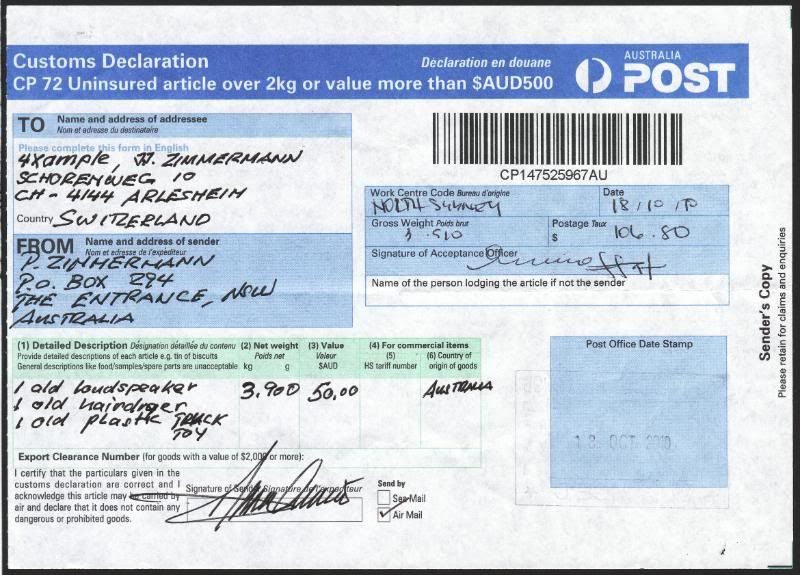 Customs Declaration
Déclaration en douane
CP 72 Uninsured article over 2kg or value more than $AUD500
AUSTRALIA
POST
TO Name and address of addressee
Nom et adresse du destinataire
Please complete this form in English
4xample, ZIMMERMANN
SCHORENWEG 10
CH-4144 ARLESHEIM
Country SWITZERLAND
FROM Name and address of sender
Nom et adresse de l'expéditeur
P. ZIMMERMANN
P.O. BOX 294
THE ENTRANCE, NSW
AUSTRALIA
CP147525967AU
Work Centre Code Bureau d'origine
NORTH SYDNEY
Date
18/10/10
Gross Weight Poids brut
Postage Taxe
$ 106.80
Signature of Acceptance Officer
Name of the person lodging the article if not the sender
Sender's Copy
Please retain for claims and enquiries
(1) Detailed Description Désignation détaillée du contenu
Provide detailed descriptions of each article e.g. tin of biscuits
General descriptions like food/samples/spare parts are unacceptable
(2) Net weight
Poids net
kg g
(3) Value
Valeur
$AUD
(4) For commercial items
(5)
HS tariff number
(6) Country of
origin of goods
1 old loudspeaker
1 old hairdryer
1 old plastic TRUCK
TOY
3.900
50.00
AUSTRALIA
Post Office Date Stamp
18 OCT 2010
Export Clearance Number (for goods with a value of $2,000 or more):
I certify that the particulars given in the
customs declaration are correct and I
acknowledge this article may be carried by
air and declare that it does not contain any
dangerous or prohibited goods.
Signature of Sender Signature de l'expéditeur
Send by
Sea Mail
Air Mail